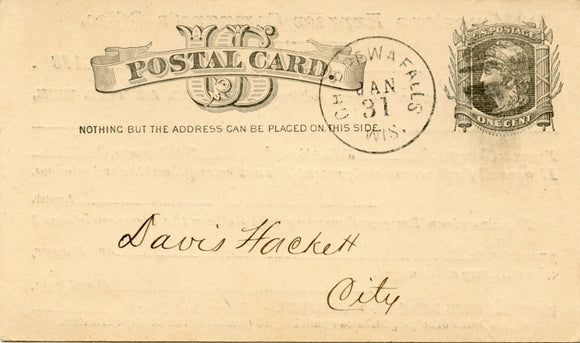 US
POSTAL CARD.
U.S. POSTAGE
ONE CENT
CHIPPEWA FALLS
JAN
31
WIS.
NOTHING BUT THE ADDRESS CAN BE PLACED ON THIS SIDE.
Davis Hackett
City